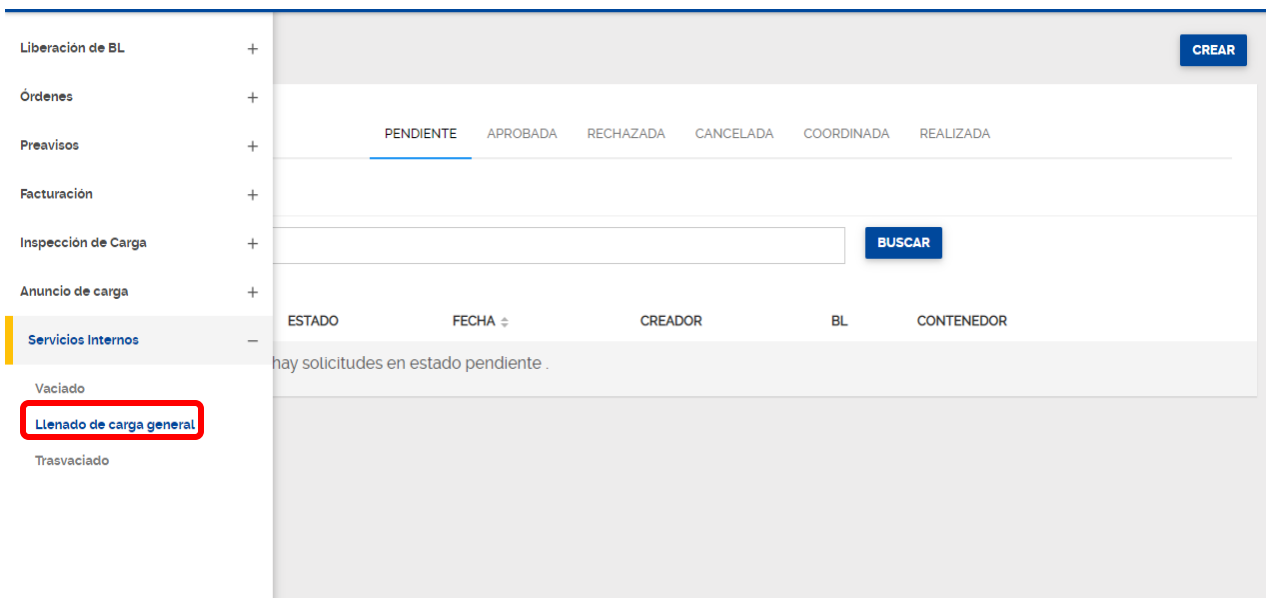 Liberación de BL
Órdenes
Preavisos
Facturación
Inspección de Carga
Anuncio de carga
Servicios Internos
Vaciado
Llenado de carga general
Trasvaciado
CREAR
PENDIENTE APROBADA RECHAZADA CANCELADA COORDINADA REALIZADA
BUSCAR
ESTADO FECHA CREADOR BL CONTENEDOR
hay solicitudes en estado pendiente .